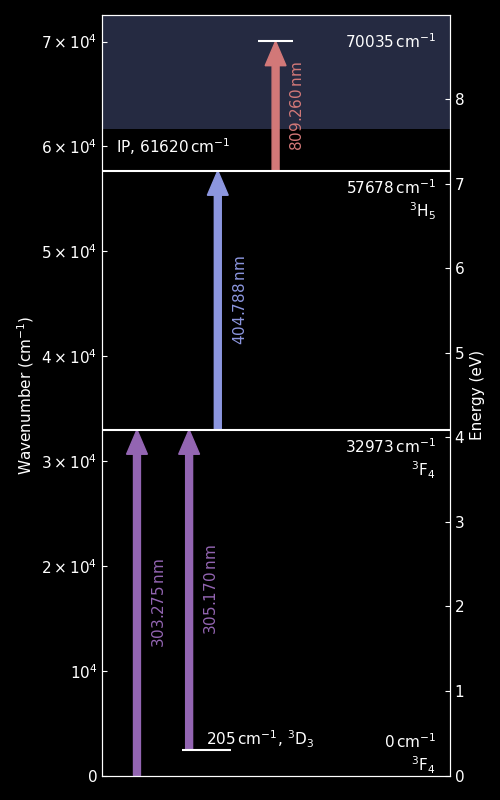 7 × 10⁴
6 × 10⁴
5 × 10⁴
4 × 10⁴
3 × 10⁴
2 × 10⁴
10⁴
0
Wavenumber (cm⁻¹)
70035 cm⁻¹
809.260 nm
IP, 61620 cm⁻¹
57678 cm⁻¹
³H₅
404.788 nm
32973 cm⁻¹
³F₄
303.275 nm
305.170 nm
205 cm⁻¹, ³D₃
0 cm⁻¹
³F₄
8
7
6
5
4
3
2
1
0
Energy (eV)